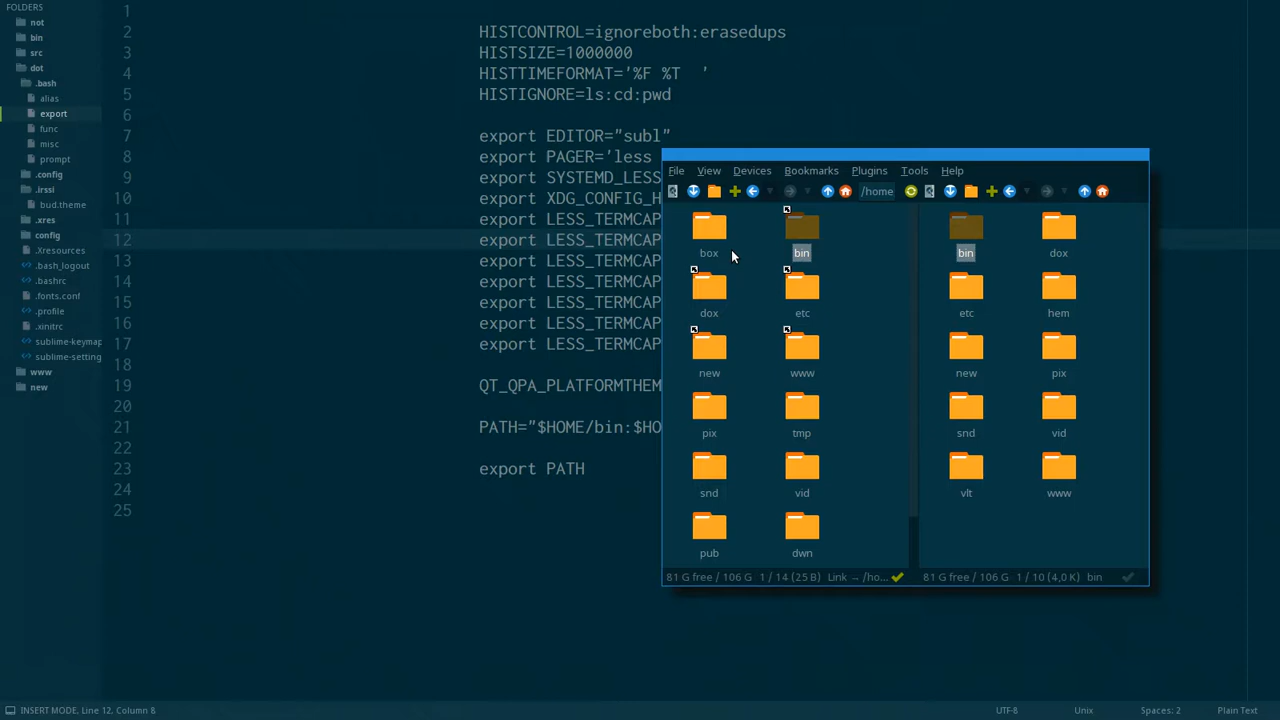 FOLDERS
not
bin
src
dot
.bash
alias
export
func
misc
prompt
.config
.irssi
bud.theme
.xres
config
.Xresources
.bash_logout
.bashrc
.fonts.conf
.profile
.xinitrc
sublime-keymap
sublime-setting
www
new
1
2 HISTCONTROL=ignoreboth:erasedups
3 HISTSIZE=1000000
4 HISTTIMEFORMAT='%F %T  '
5 HISTIGNORE=ls:cd:pwd
6
7 export EDITOR="subl"
8 export PAGER='less
9 export SYSTEMD_LESS
10 export XDG_CONFIG_H
11 export LESS_TERMCAP
12 export LESS_TERMCAP
13 export LESS_TERMCAP
14 export LESS_TERMCAP
15 export LESS_TERMCAP
16 export LESS_TERMCAP
17 export LESS_TERMCAP
18
19 QT_QPA_PLATFORMTHEM
20
21 PATH="$HOME/bin:$HO
22
23 export PATH
24
25
File View Devices Bookmarks Plugins Tools Help
/home
box bin
dox etc
new www
pix tmp
snd vid
pub dwn
bin dox
etc hem
new pix
snd vid
vlt www
81 G free / 106 G 1 / 14 (25 B) Link → /ho...
81 G free / 106 G 1 / 10 (4,0 K) bin
INSERT MODE, Line 12, Column 8 UTF-8 Unix Spaces: 2 Plain Text